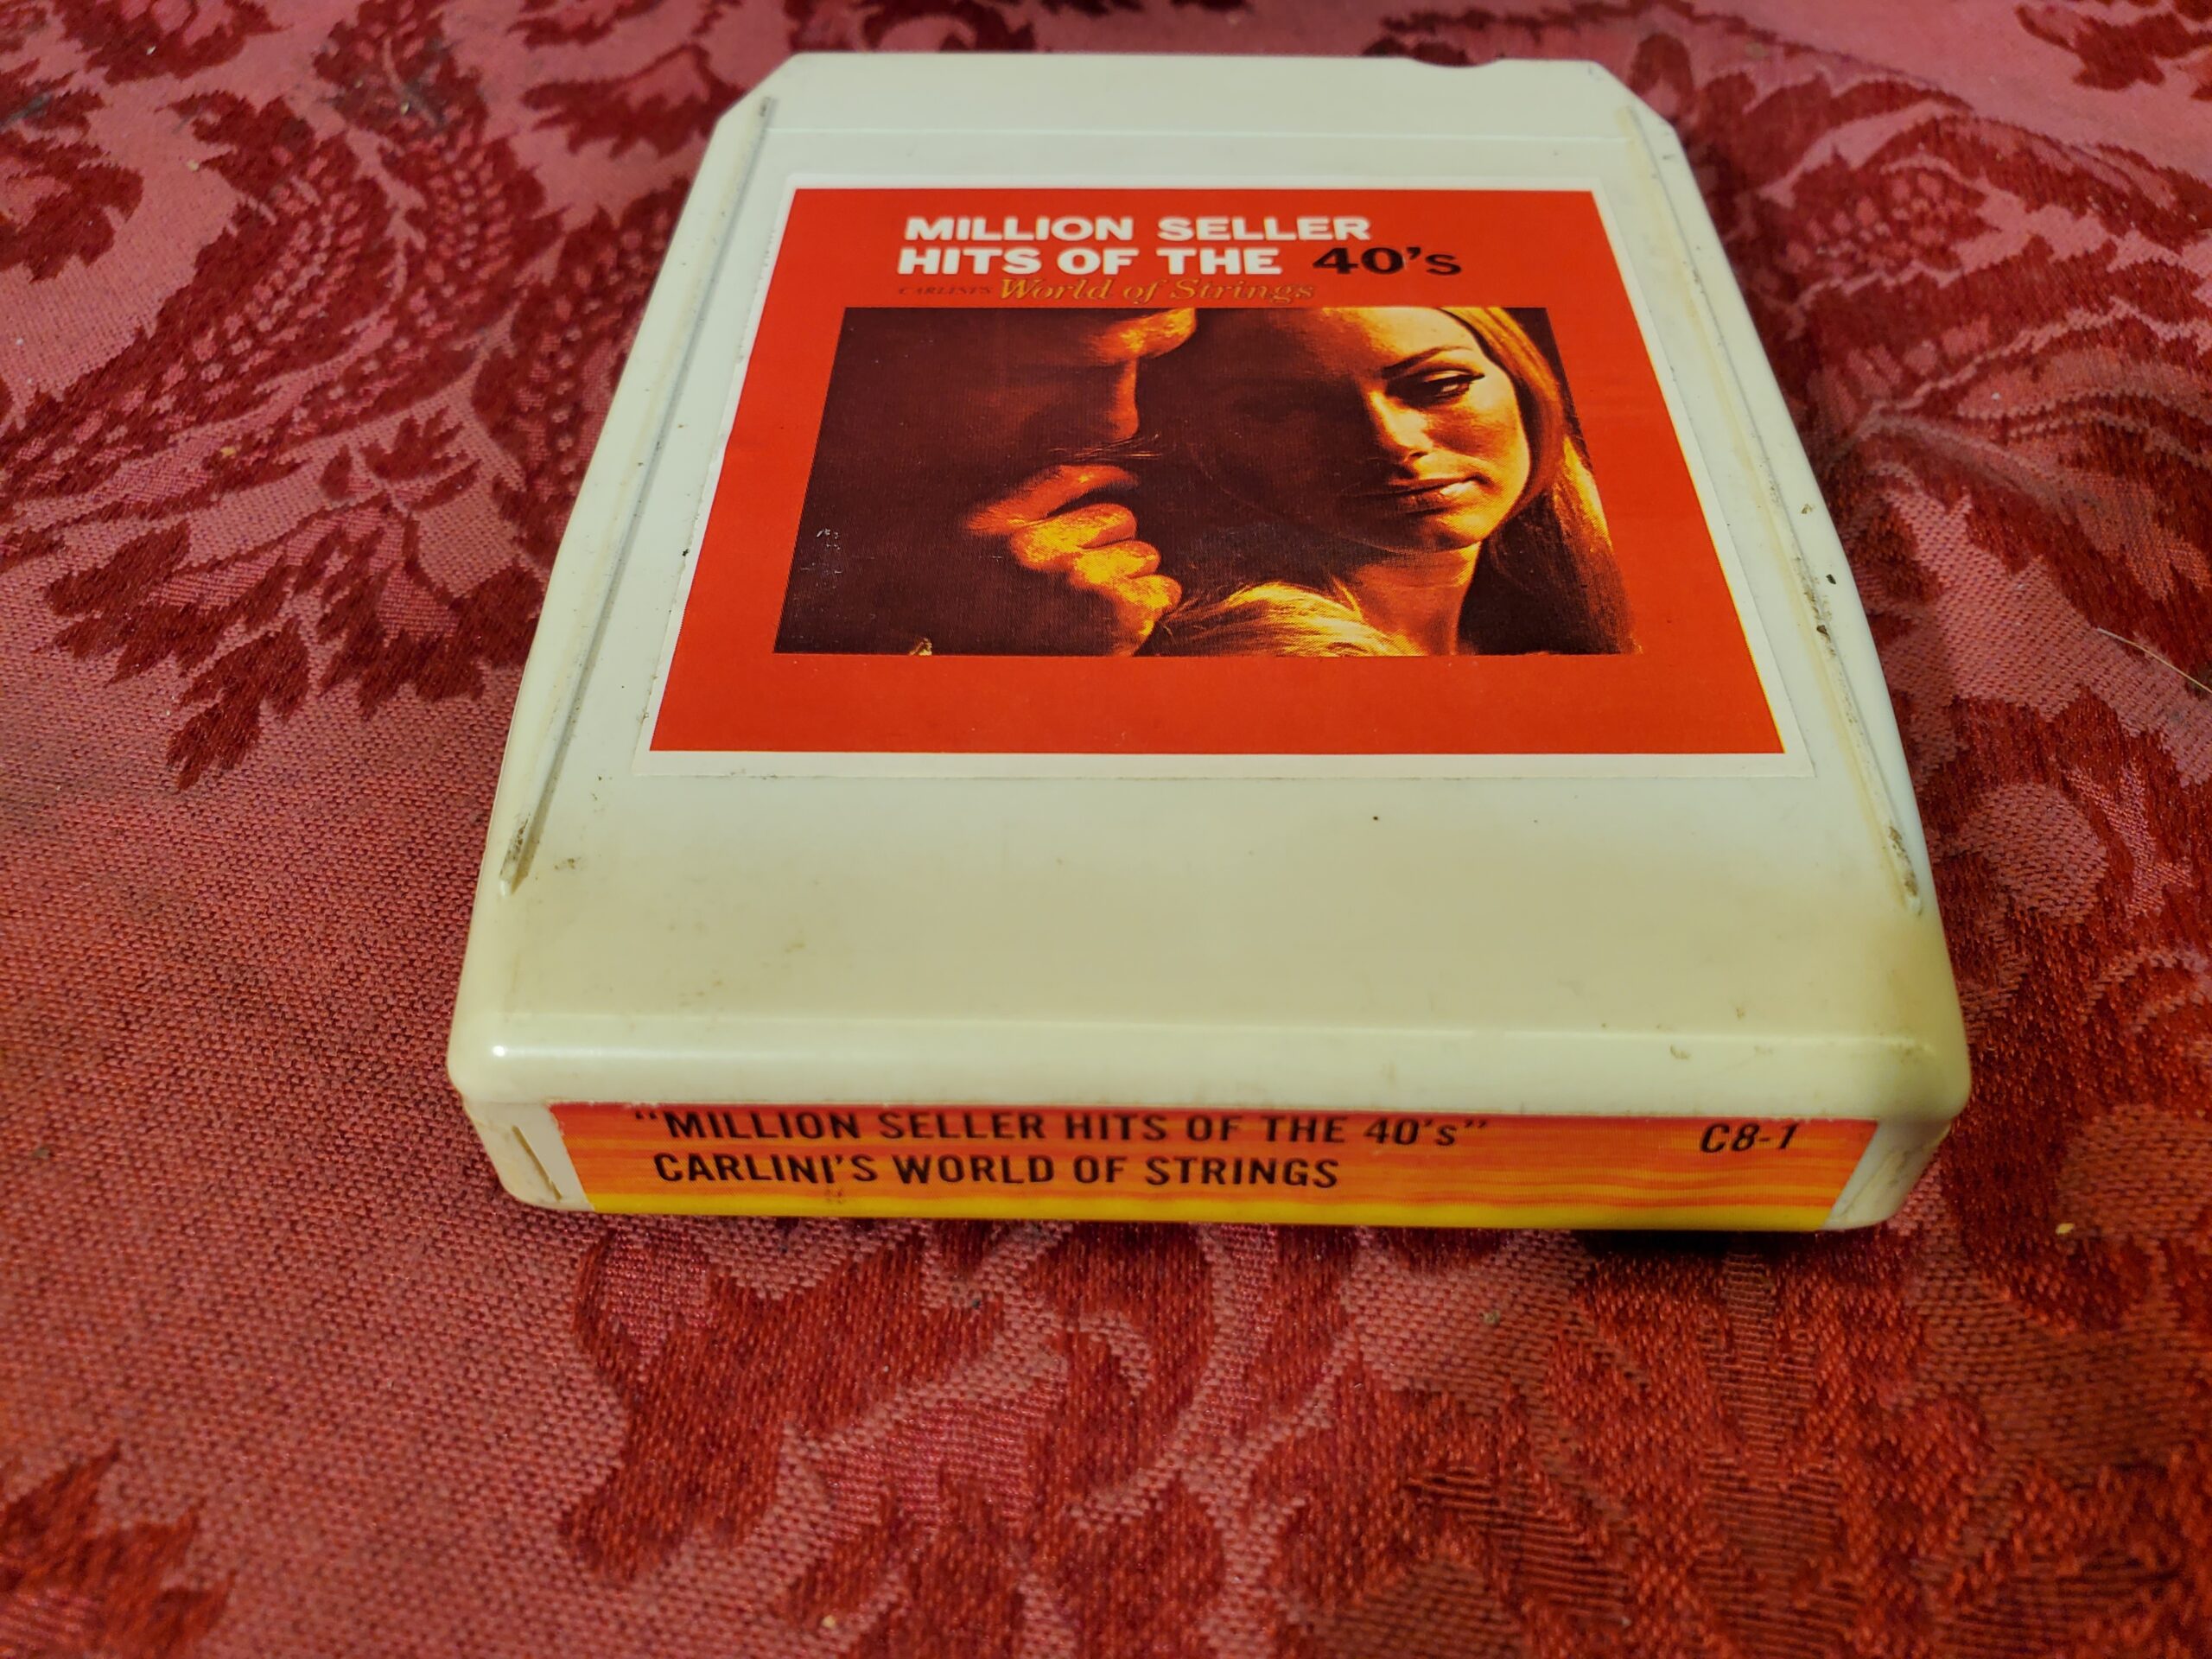 MILLION SELLER
HITS OF THE 40's
CARLINI'S World of Strings
"MILLION SELLER HITS OF THE 40's" C8-1
CARLINI'S WORLD OF STRINGS